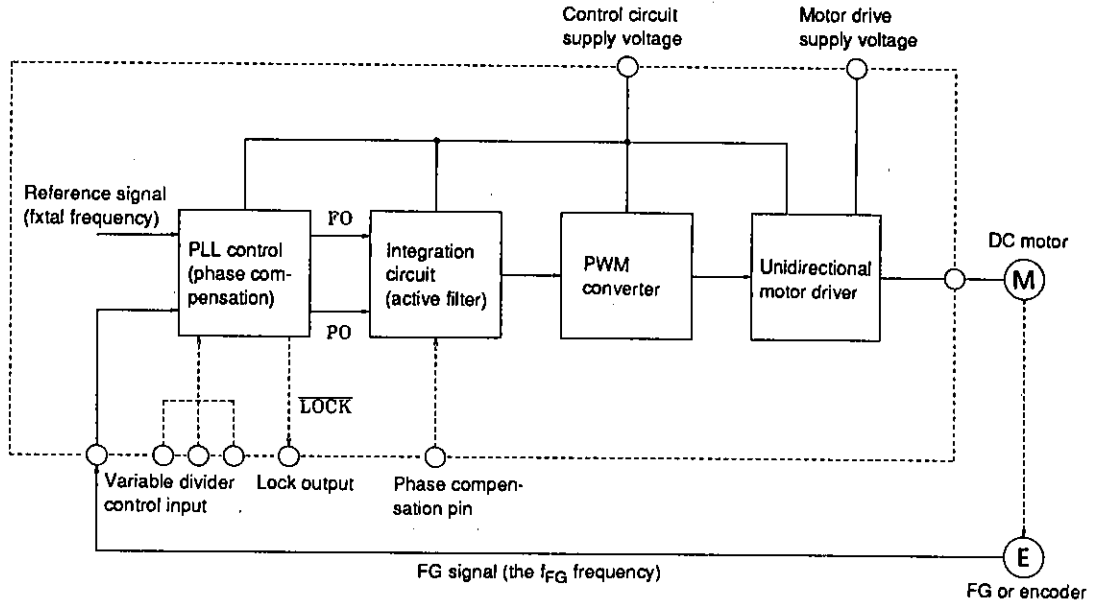 Control circuit
supply voltage
Motor drive
supply voltage
Reference signal
(fxtal frequency)
FO
PLL control
(phase com-
pensation)
Integration
circuit
(active filter)
PWM
converter
Unidirectional
motor driver
DC motor
M
PO
LOCK
Variable divider
control input
Lock output
Phase compen-
sation pin
E
FG signal (the fFG frequency)
FG or encoder